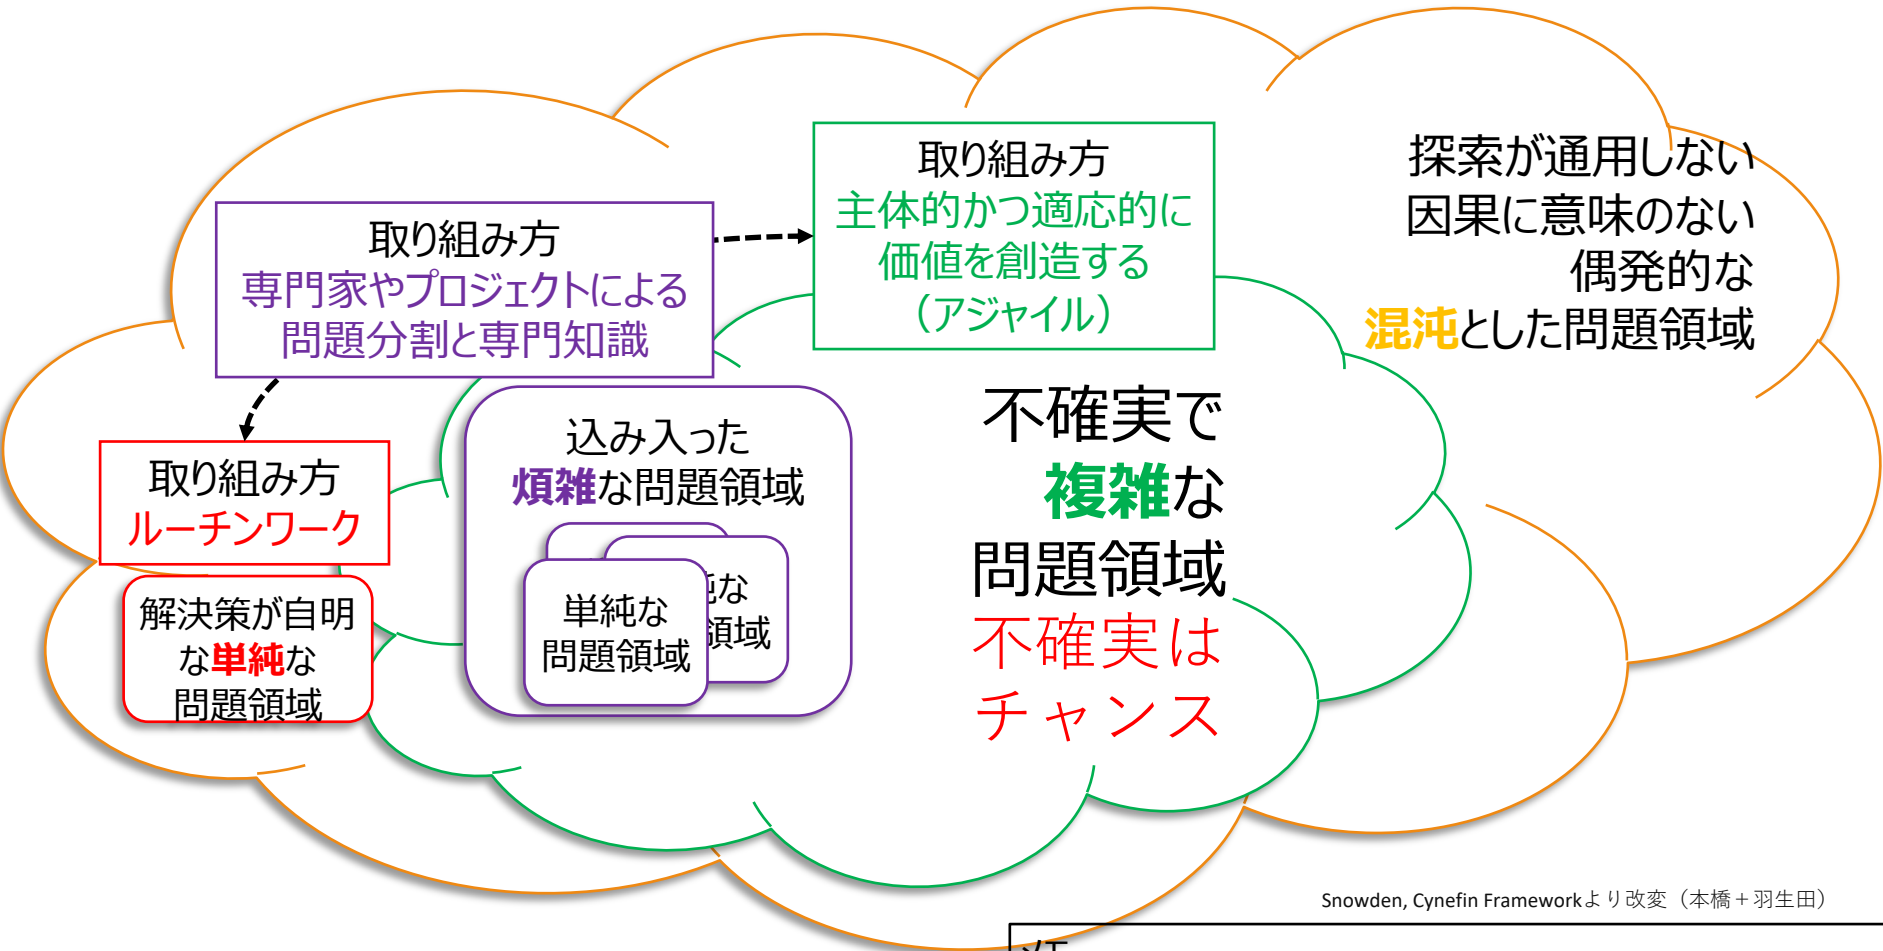 取り組み方
専門家やプロジェクトによる
問題分割と専門知識
取り組み方
主体的かつ適応的に
価値を創造する
（アジャイル）
探索が通用しない
因果に意味のない
偶発的な
混沌とした問題領域
取り組み方
ルーチンワーク
解決策が自明
な単純な
問題領域
込み入った
煩雑な問題領域
単純な
問題領域
な
領域
不確実で
複雑な
問題領域
不確実は
チャンス
Snowden, Cynefin Frameworkより改変（本橋＋羽生田）